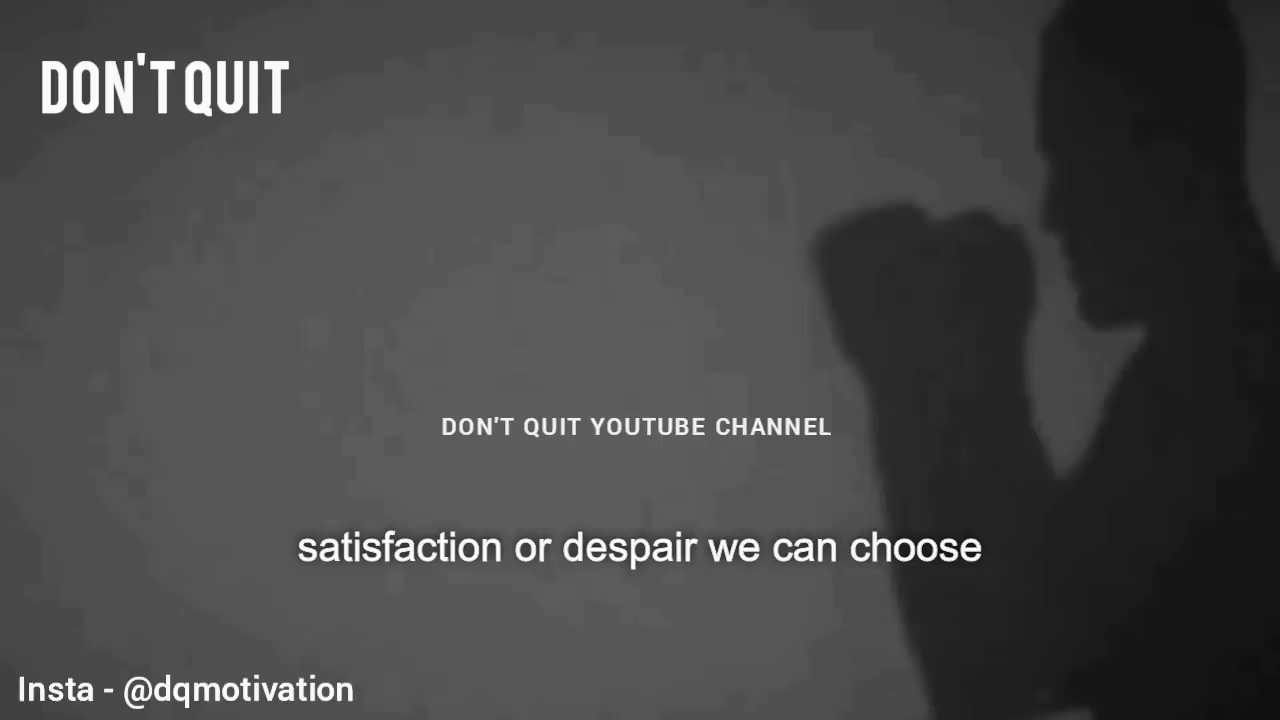 DON'T QUIT
DON'T QUIT YOUTUBE CHANNEL
satisfaction or despair we can choose
Insta - @dqmotivation